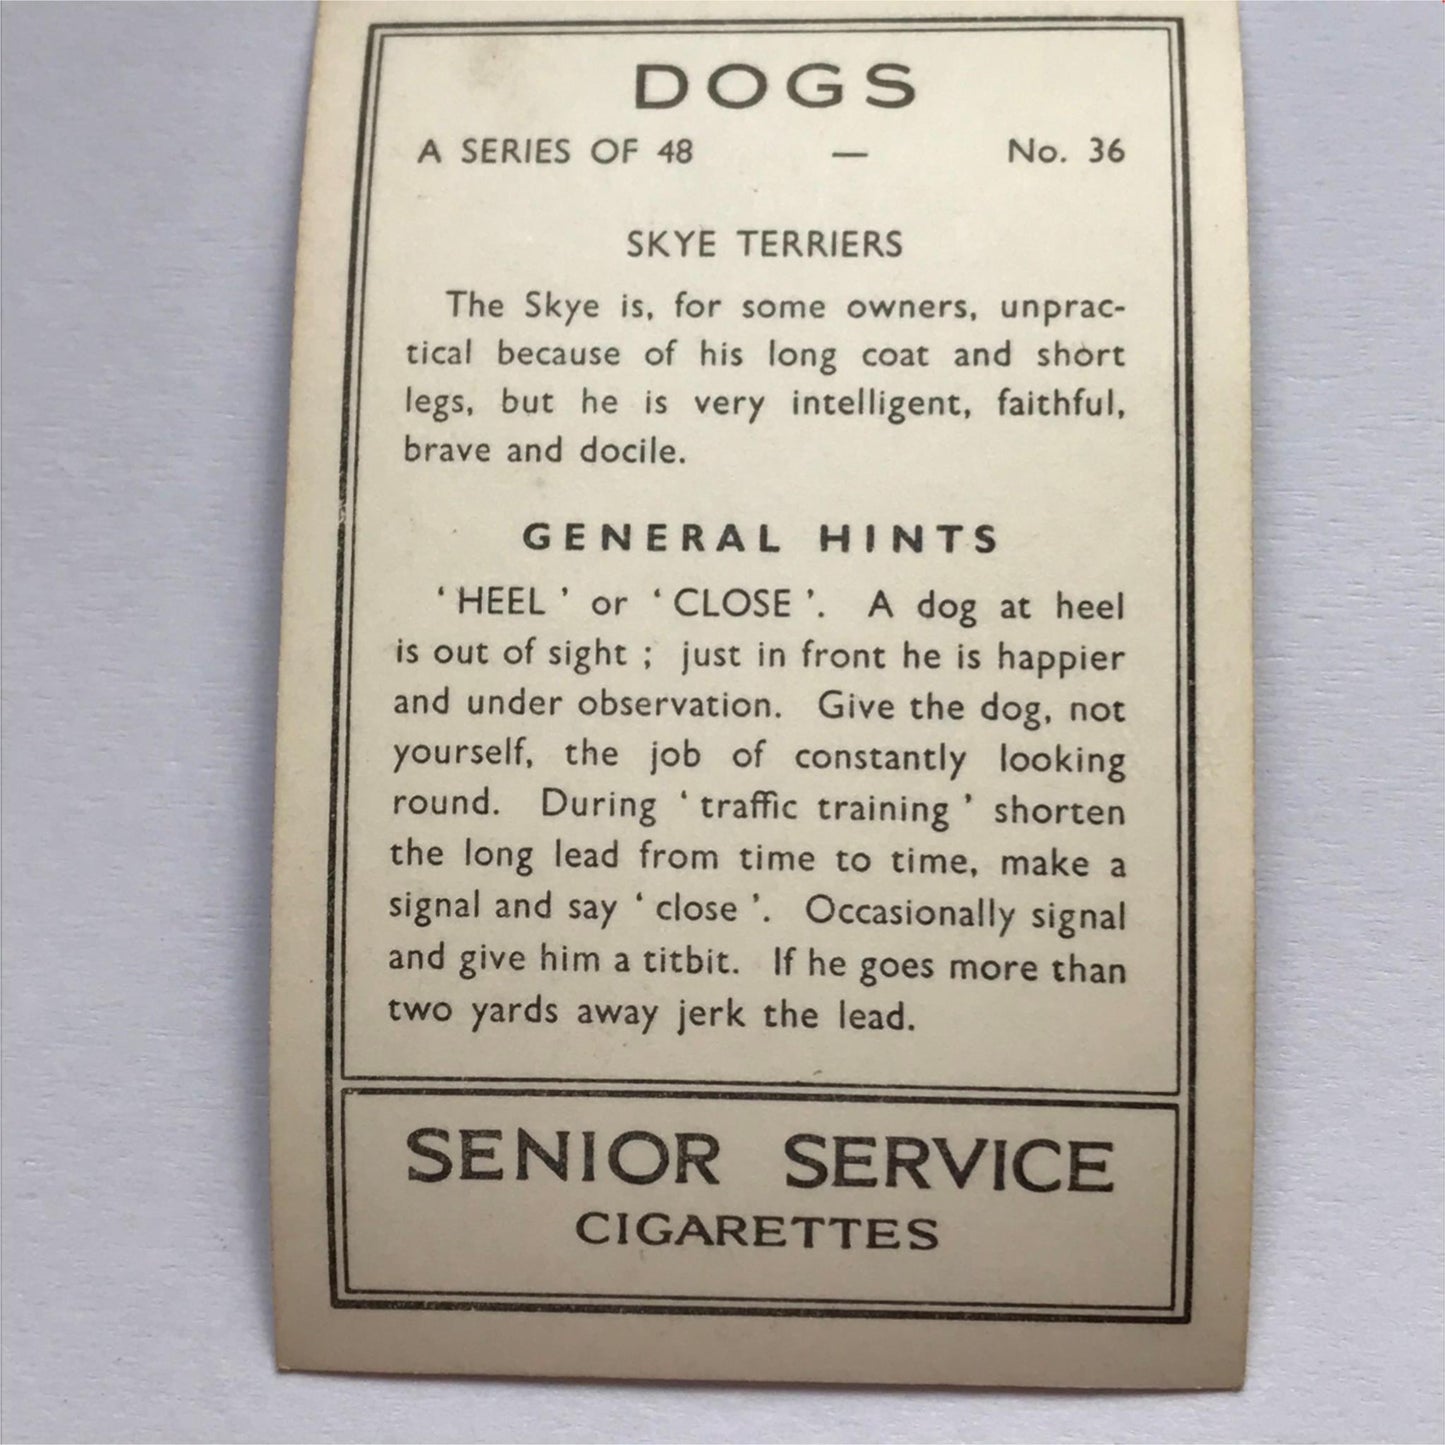 DOGS
A SERIES OF 48 — No. 36
SKYE TERRIERS
The Skye is, for some owners, unprac-
tical because of his long coat and short
legs, but he is very intelligent, faithful,
brave and docile.
GENERAL HINTS
‘ HEEL ’ or ‘ CLOSE ’. A dog at heel
is out of sight ; just in front he is happier
and under observation. Give the dog, not
yourself, the job of constantly looking
round. During ‘ traffic training ’ shorten
the long lead from time to time, make a
signal and say ‘ close ’. Occasionally signal
and give him a titbit. If he goes more than
two yards away jerk the lead.
SENIOR SERVICE
CIGARETTES